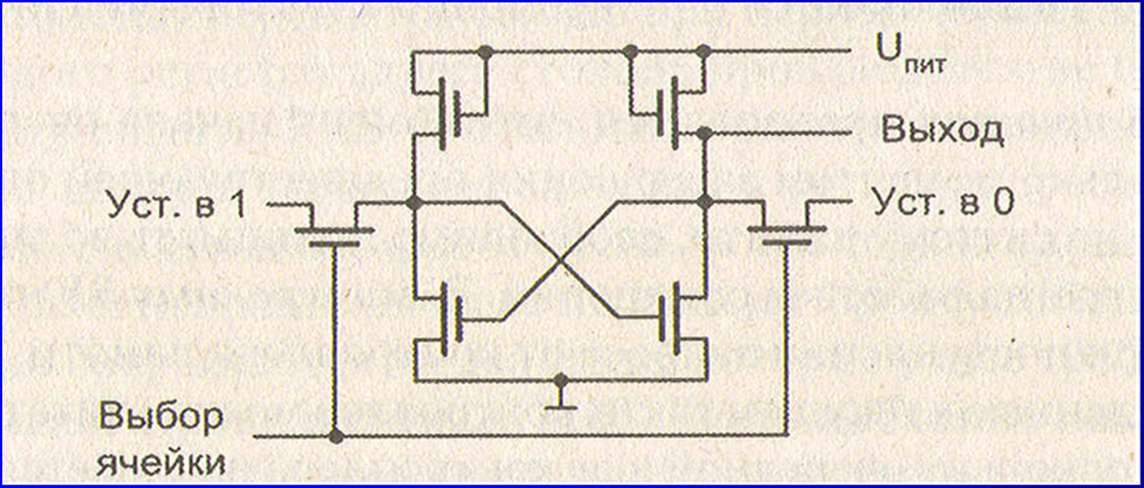 Uпит
Выход
Уст. в 1
Уст. в 0
Выбор
ячейки